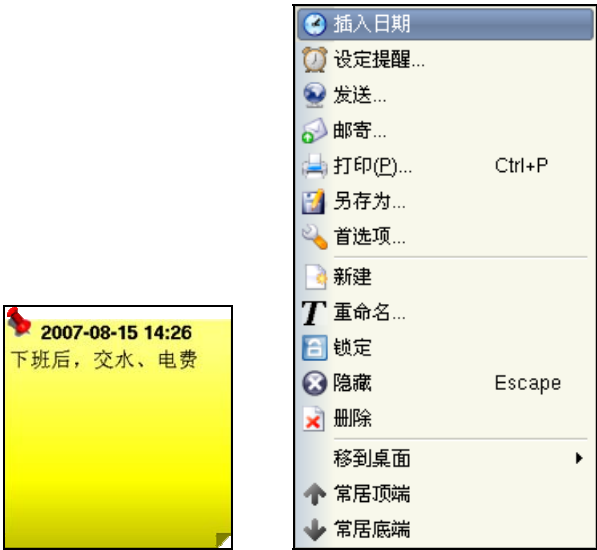 2007-08-15 14:26
下班后，交水、电费
插入日期
设定提醒...
发送...
邮寄...
打印(P)... Ctrl+P
另存为...
首选项...
新建
重命名...
锁定
隐藏 Escape
删除
移到桌面
常居顶端
常居底端